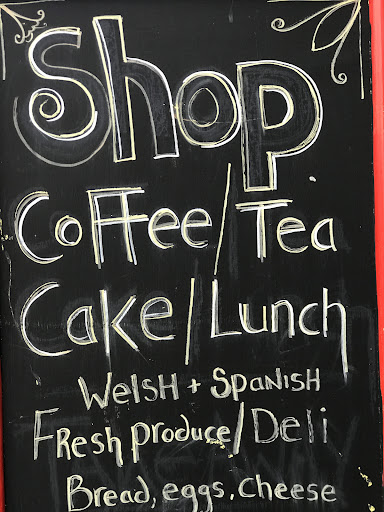 Shop
Coffee/Tea
Cake/Lunch
Welsh + Spanish
Fresh produce/Deli
Bread, eggs, cheese